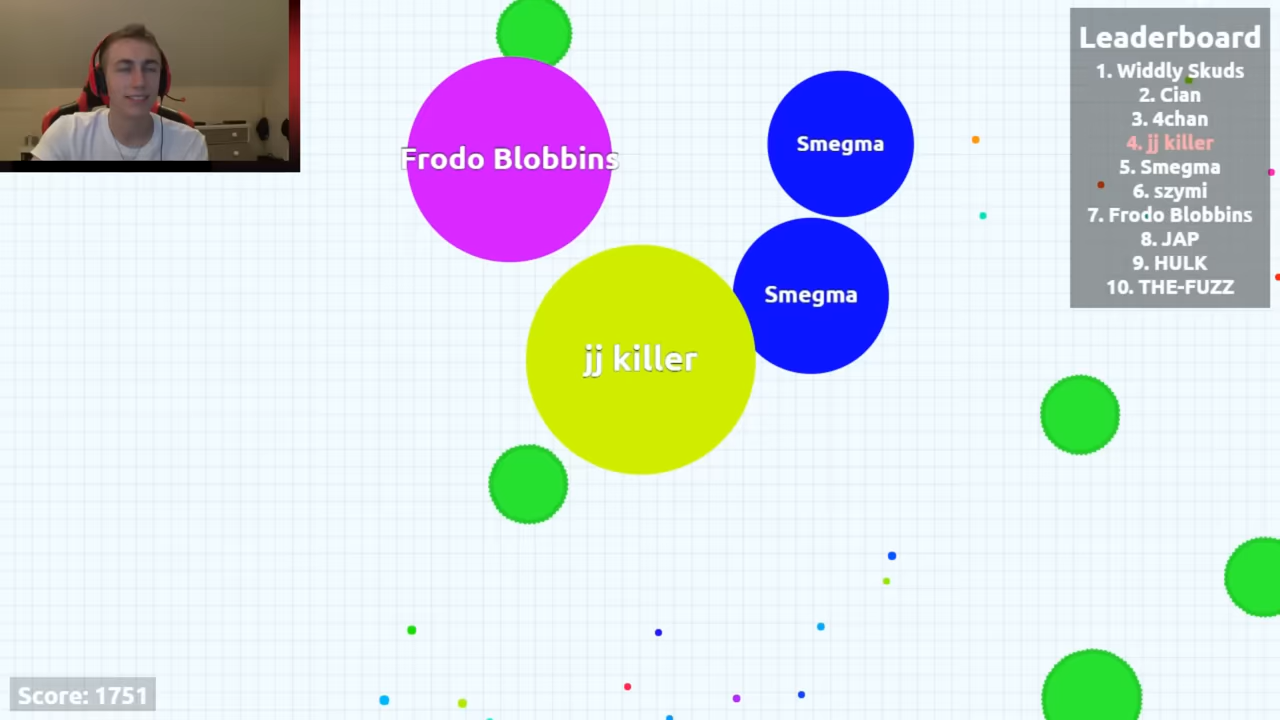 Leaderboard
1. Widdly Skuds
2. Cian
3. 4chan
4. jj killer
5. Smegma
6. szymi
7. Frodo Blobbins
8. JAP
9. HULK
10. THE-FUZZ
Frodo Blobbins
Smegma
Smegma
jj killer
Score: 1751